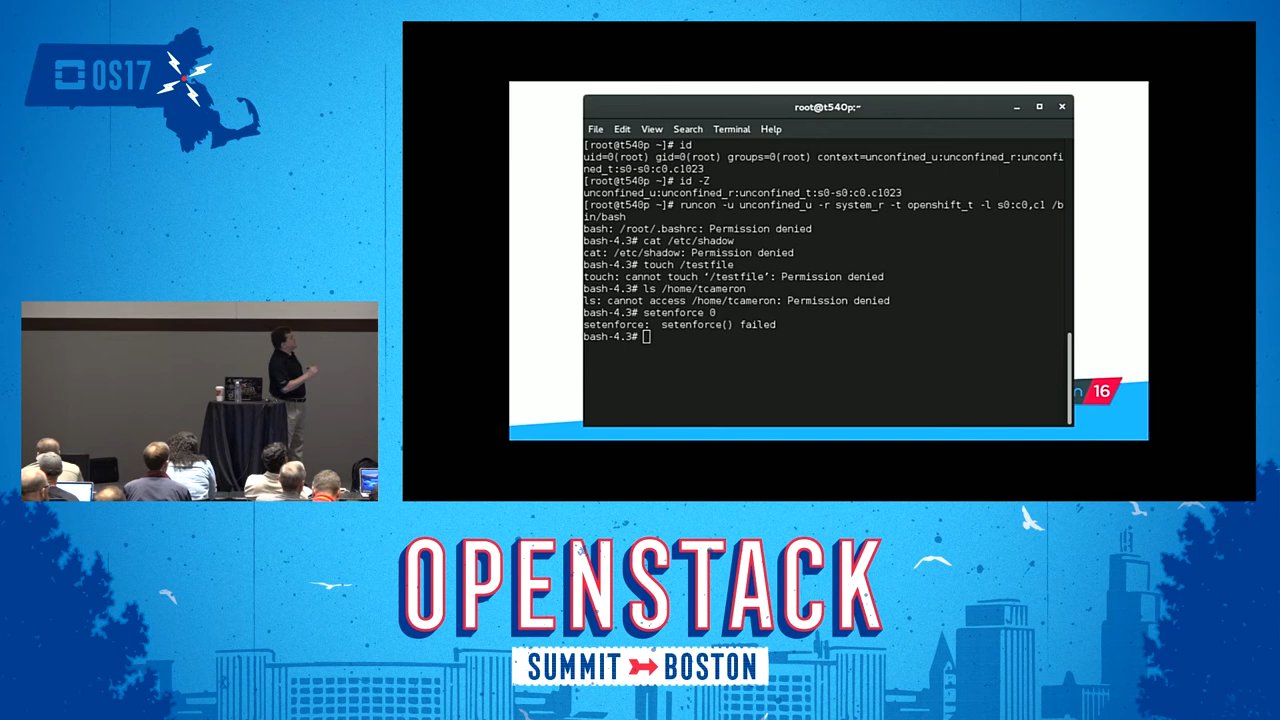 OS17
root@t540p:~
File Edit View Search Terminal Help
[root@t540p ~]# id
uid=0(root) gid=0(root) groups=0(root) context=unconfined_u:unconfined_r:unconfi
ned_t:s0-s0:c0.c1023
[root@t540p ~]# id -Z
unconfined_u:unconfined_r:unconfined_t:s0-s0:c0.c1023
[root@t540p ~]# runcon -u unconfined_u -r system_r -t openshift_t -l s0:c0,c1 /b
in/bash
bash: /root/.bashrc: Permission denied
bash-4.3# cat /etc/shadow
cat: /etc/shadow: Permission denied
bash-4.3# touch /testfile
touch: cannot touch ‘/testfile’: Permission denied
bash-4.3# ls /home/tcameron
ls: cannot access /home/tcameron: Permission denied
bash-4.3# setenforce 0
setenforce:  setenforce() failed
bash-4.3#
n 16
OPENSTACK
SUMMIT BOSTON